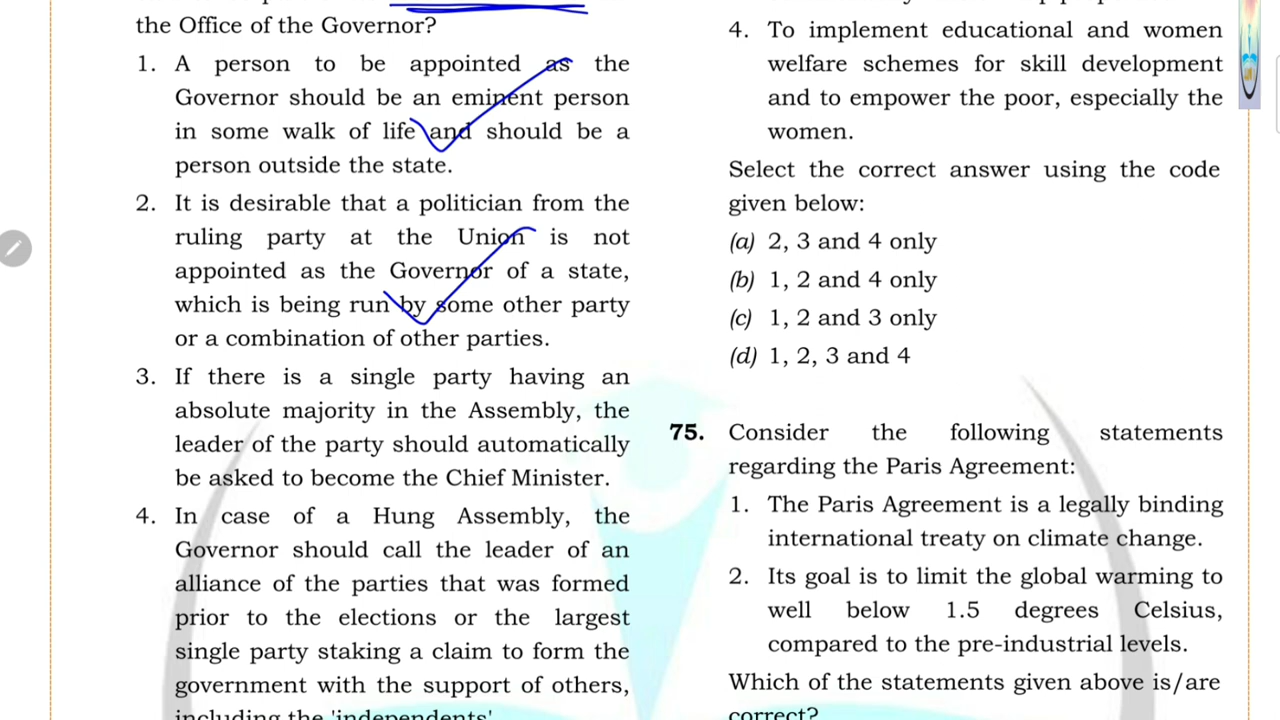 the Office of the Governor?
1. A person to be appointed as the
Governor should be an eminent person
in some walk of life and should be a
person outside the state.
2. It is desirable that a politician from the
ruling party at the Union is not
appointed as the Governor of a state,
which is being run by some other party
or a combination of other parties.
3. If there is a single party having an
absolute majority in the Assembly, the
leader of the party should automatically
be asked to become the Chief Minister.
4. In case of a Hung Assembly, the
Governor should call the leader of an
alliance of the parties that was formed
prior to the elections or the largest
single party staking a claim to form the
government with the support of others,
including the 'independents'.
4. To implement educational and women
welfare schemes for skill development
and to empower the poor, especially the
women.
Select the correct answer using the code
given below:
(a) 2, 3 and 4 only
(b) 1, 2 and 4 only
(c) 1, 2 and 3 only
(d) 1, 2, 3 and 4
75. Consider the following statements
regarding the Paris Agreement:
1. The Paris Agreement is a legally binding
international treaty on climate change.
2. Its goal is to limit the global warming to
well below 1.5 degrees Celsius,
compared to the pre-industrial levels.
Which of the statements given above is/are
correct?